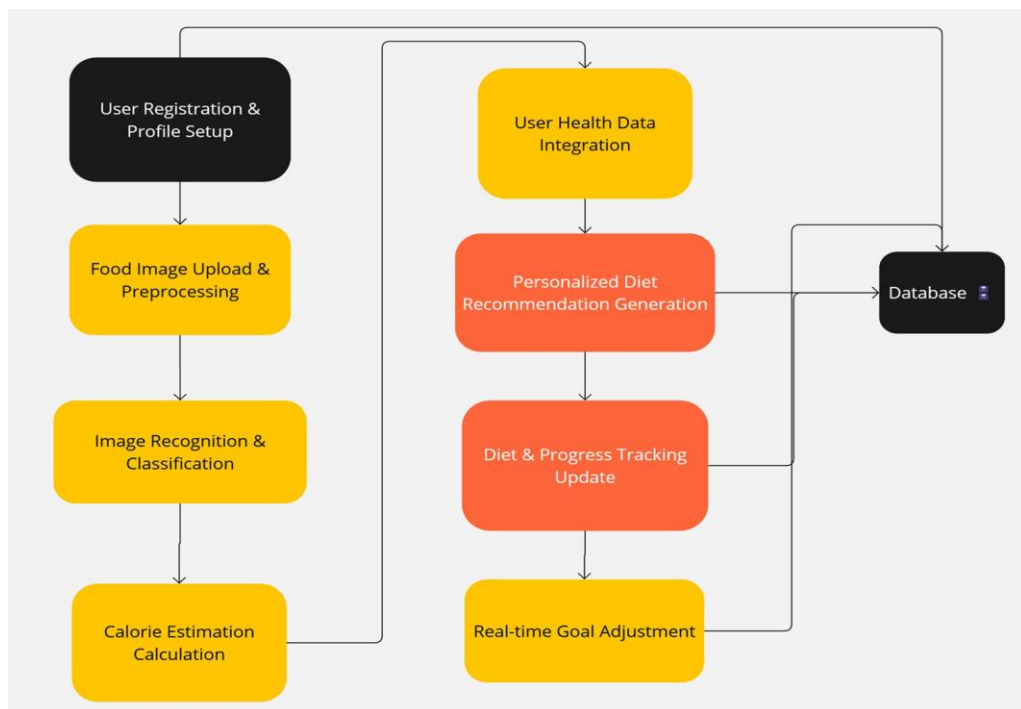 User Registration &
Profile Setup
Food Image Upload &
Preprocessing
Image Recognition &
Classification
Calorie Estimation
Calculation
User Health Data
Integration
Personalized Diet
Recommendation Generation
Diet & Progress Tracking
Update
Real-time Goal Adjustment
Database